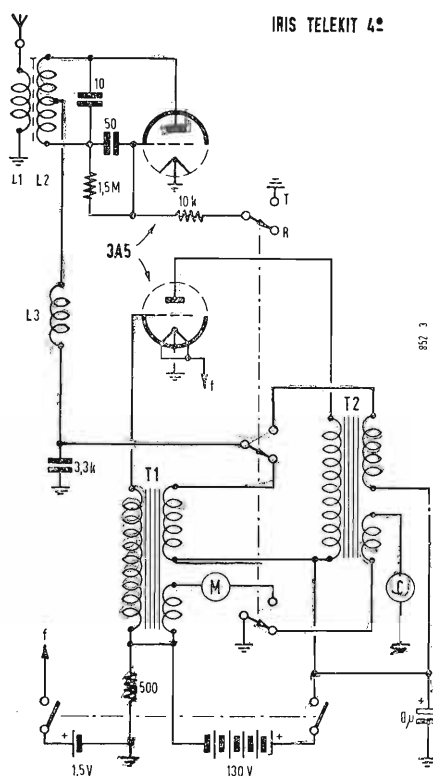 IRIS TELEKIT 4º
10
50
L1 L2
1,5M
10k
T
R
3A5
L3
f
852 3
T2
3,3k
T1
M
C
f
500
+
8µ
+
1,5V
+
130V